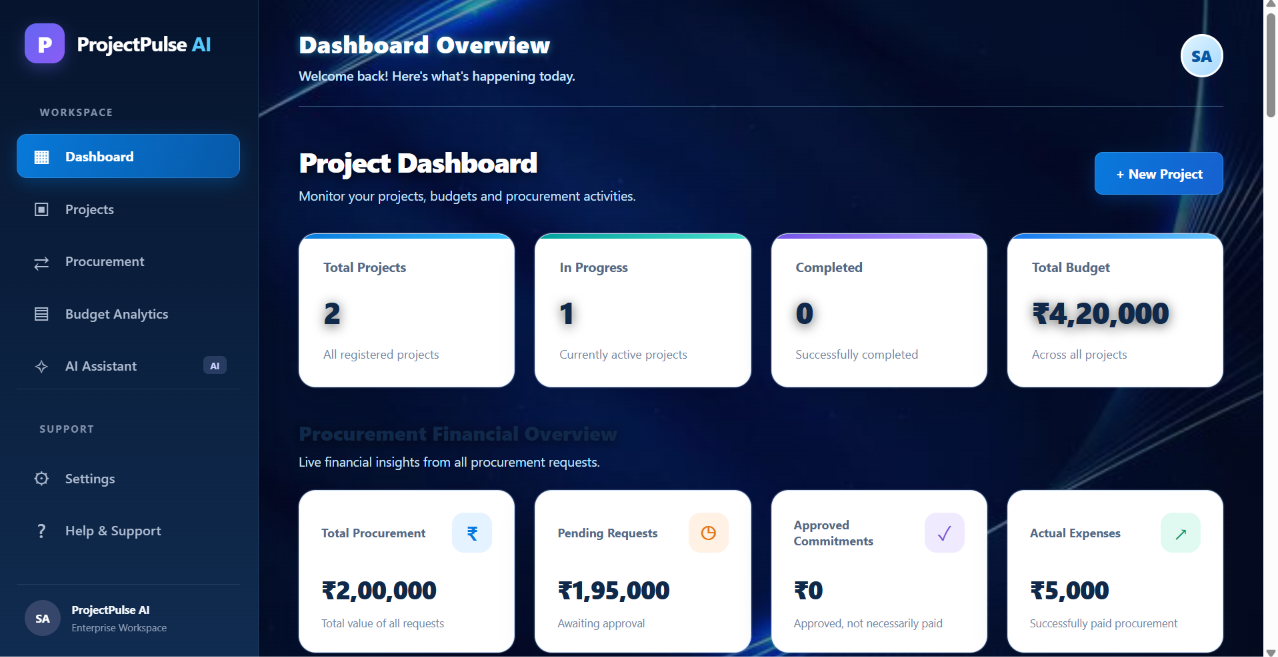 P ProjectPulse AI
WORKSPACE
Dashboard
Projects
Procurement
Budget Analytics
AI Assistant AI
SUPPORT
Settings
? Help & Support
SA ProjectPulse AI
Enterprise Workspace
Dashboard Overview
Welcome back! Here's what's happening today.
SA
Project Dashboard
Monitor your projects, budgets and procurement activities.
+ New Project
Total Projects
2
All registered projects
In Progress
1
Currently active projects
Completed
0
Successfully completed
Total Budget
₹4,20,000
Across all projects
Procurement Financial Overview
Live financial insights from all procurement requests.
Total Procurement ₹
₹2,00,000
Total value of all requests
Pending Requests
₹1,95,000
Awaiting approval
Approved
Commitments ✓
₹0
Approved, not necessarily paid
Actual Expenses ↗
₹5,000
Successfully paid procurement